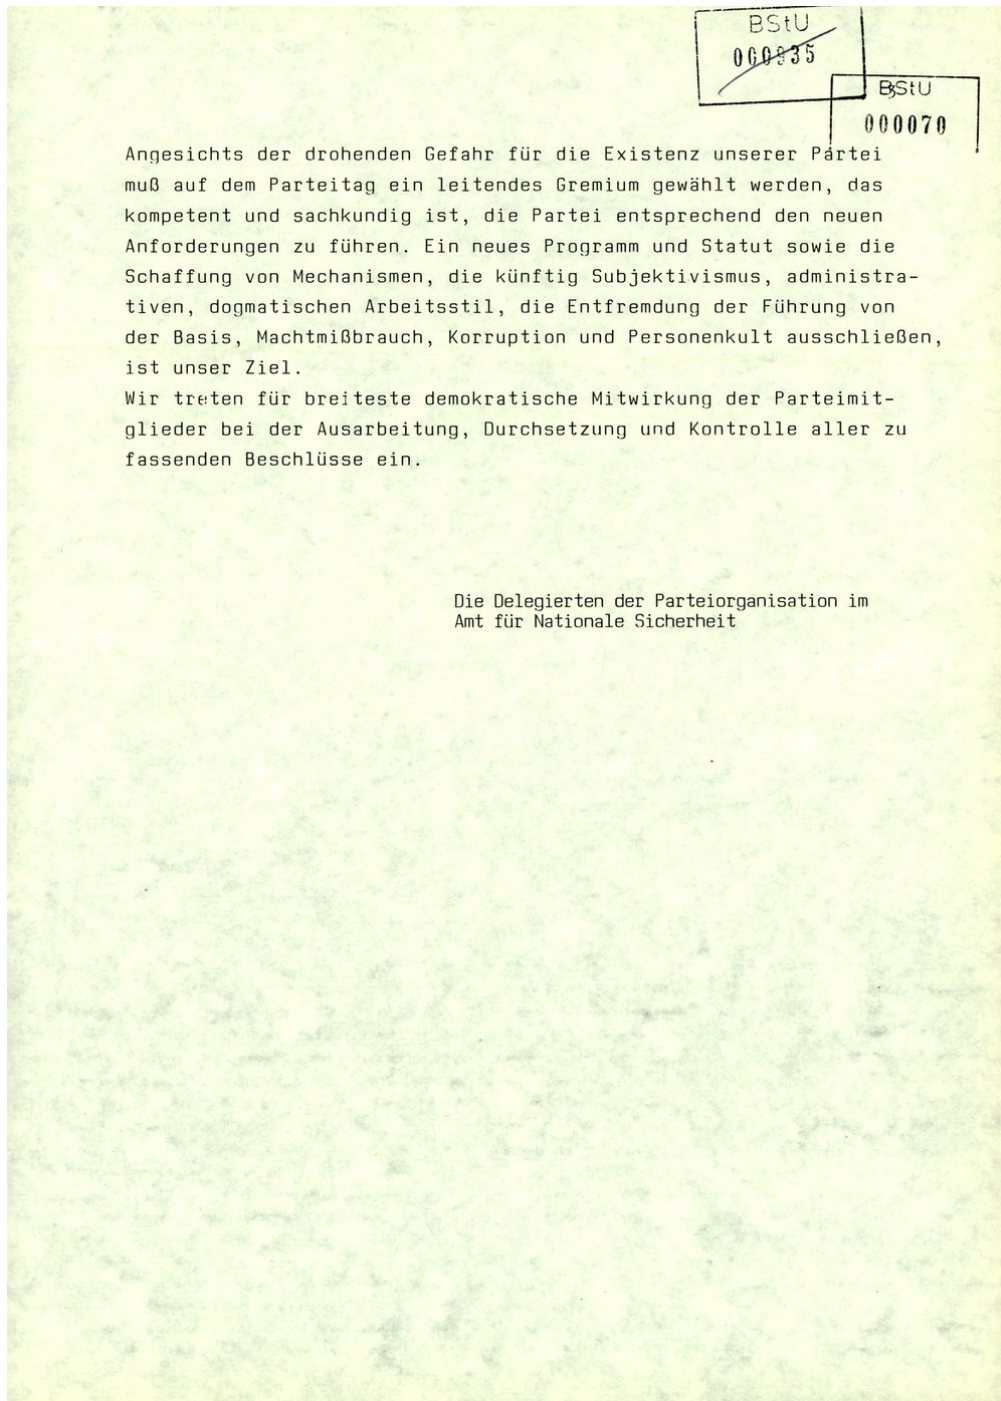 BStU
000935
BStU
000070
Angesichts der drohenden Gefahr für die Existenz unserer Partei
muß auf dem Parteitag ein leitendes Gremium gewählt werden, das
kompetent und sachkundig ist, die Partei entsprechend den neuen
Anforderungen zu führen. Ein neues Programm und Statut sowie die
Schaffung von Mechanismen, die künftig Subjektivismus, administra-
tiven, dogmatischen Arbeitsstil, die Entfremdung der Führung von
der Basis, Machtmißbrauch, Korruption und Personenkult ausschließen,
ist unser Ziel.
Wir treten für breiteste demokratische Mitwirkung der Parteimit-
glieder bei der Ausarbeitung, Durchsetzung und Kontrolle aller zu
fassenden Beschlüsse ein.
Die Delegierten der Parteiorganisation im
Amt für Nationale Sicherheit